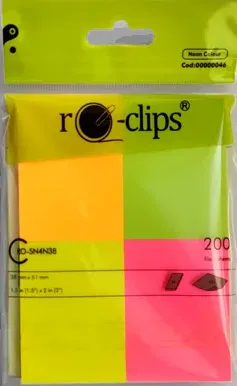 Neon Colour
Cod:00000046
ro-clips®
RO-SN4N38
200
38 mm x 51 mm
1.5 in (1.5") x 2 in (2")